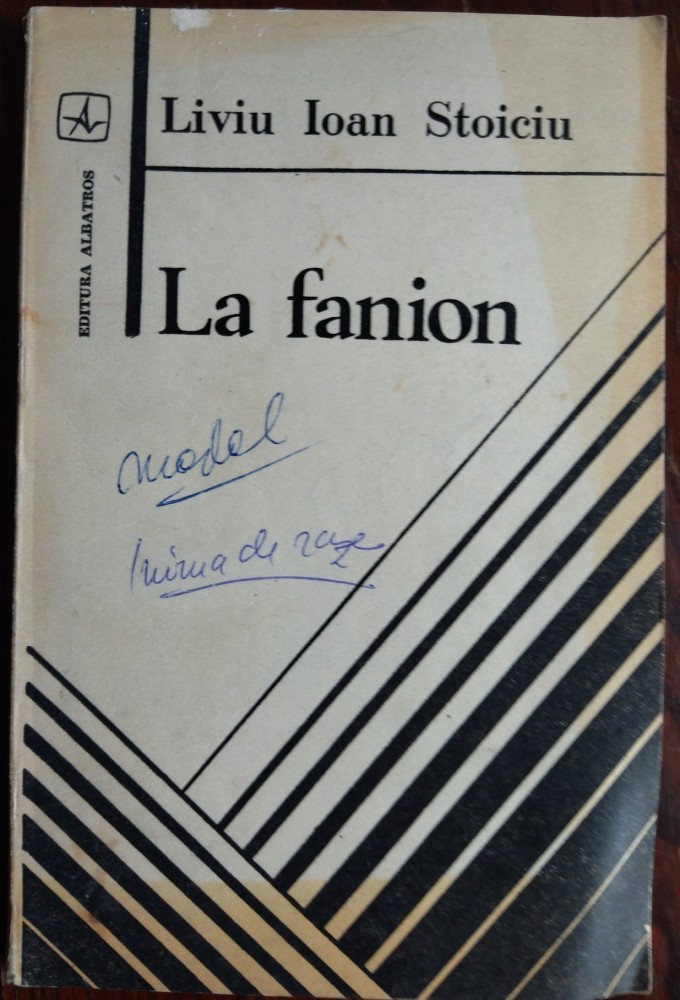 Liviu Ioan Stoiciu
EDITURA ALBATROS
La fanion
model
Inima de raze